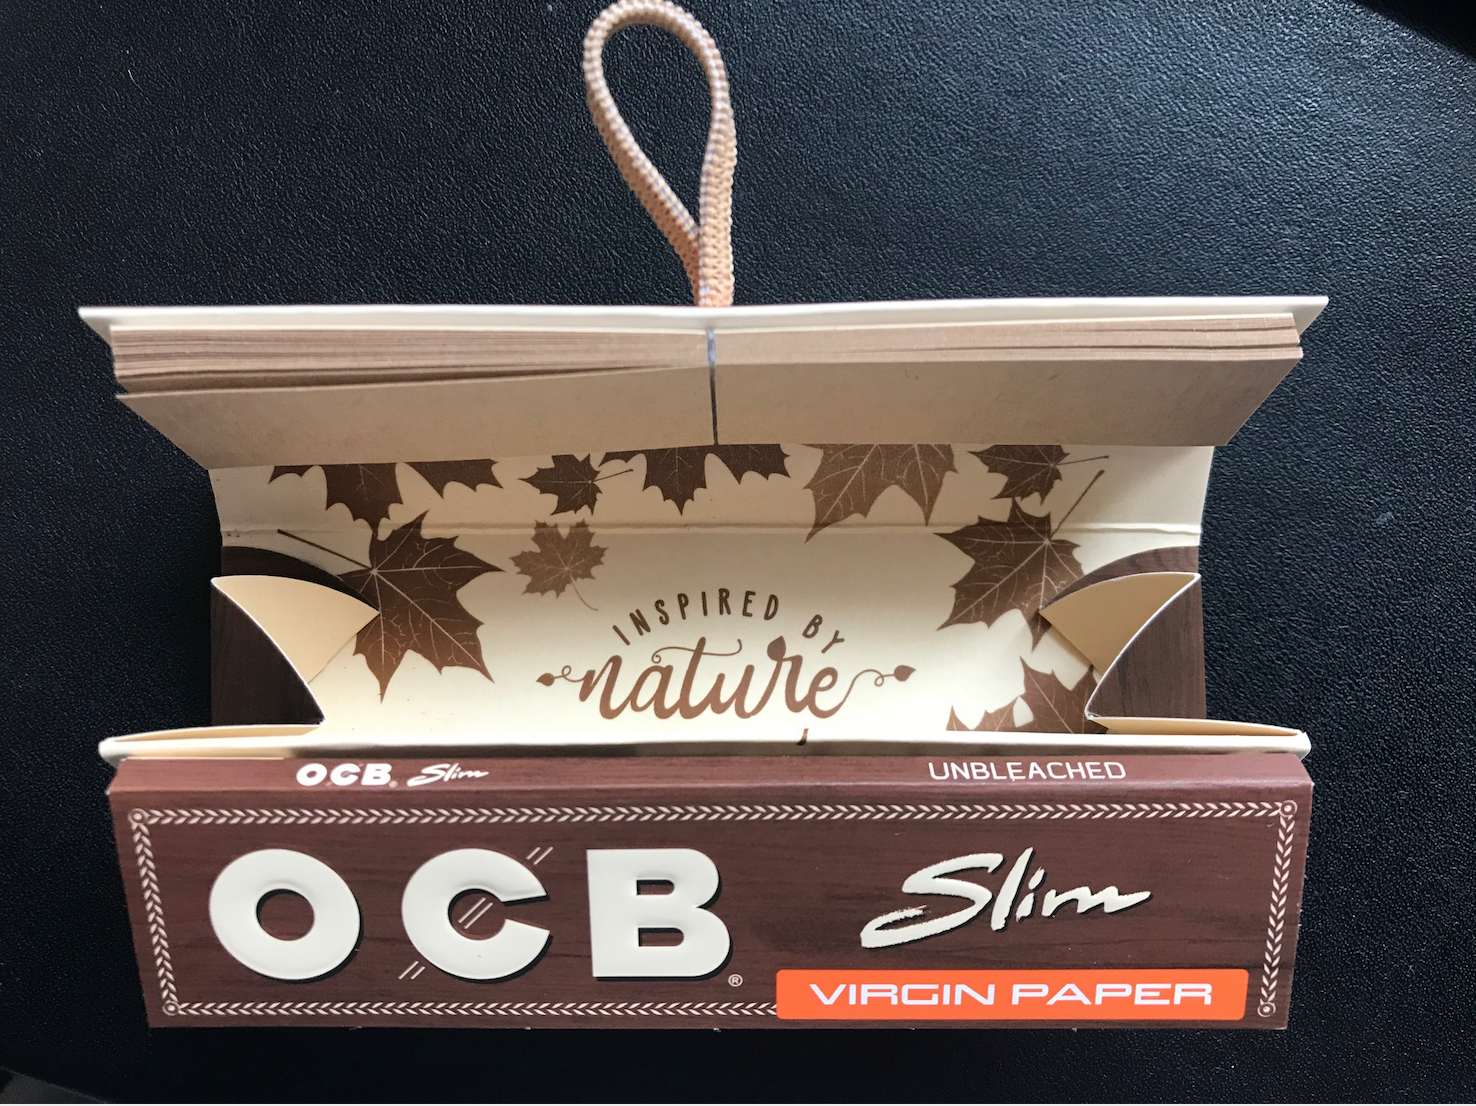 INSPIRED BY
nature
OCB® Slim UNBLEACHED
OCB® Slim
VIRGIN PAPER